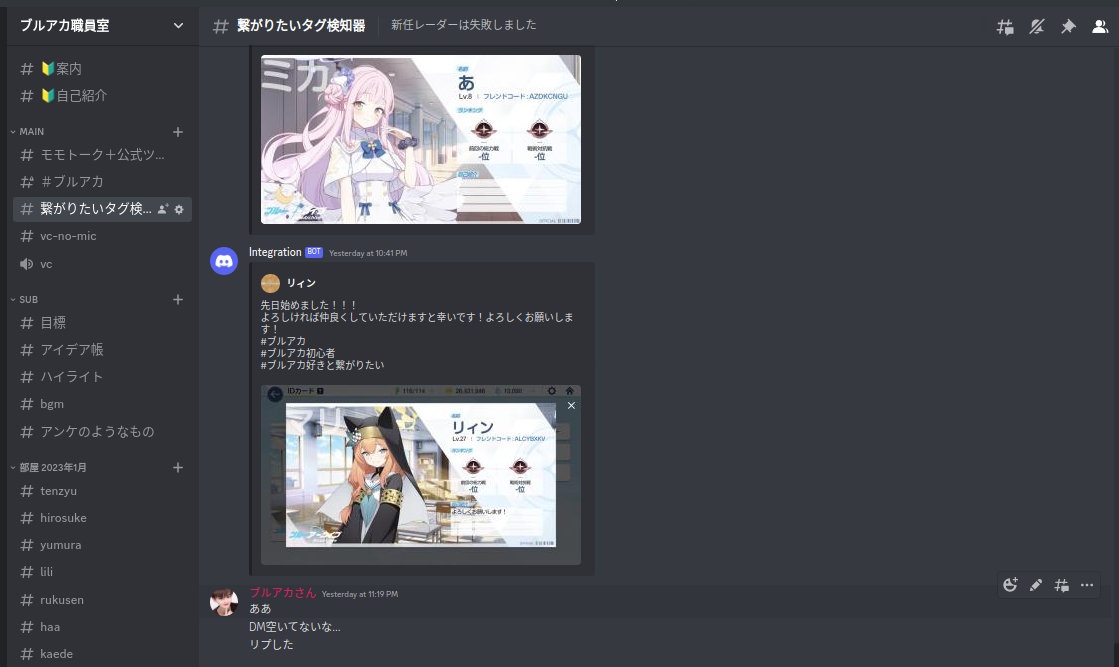 ブルアカ職員室
繋がりたいタグ検知器
新任レーダーは失敗しました
🔰案内
🔰自己紹介
MAIN
モモトーク＋公式ツ...
＃ブルアカ
繋がりたいタグ検...
vc-no-mic
vc
SUB
目標
アイデア帳
ハイライト
bgm
アンケのようなもの
部屋 2023年1月
tenzyu
hirosuke
yumura
lili
rukusen
haa
kaede
ミカ
名前
あ
Lv.8 | フレンドコード : AZDKCNGU
ランキング
前回の総力戦
-位
戦術対抗戦
-位
自己紹介
Integration BOT Yesterday at 10:41 PM
リィン
先日始めました！！！
よろしければ仲良くしていただけますと幸いです！よろしくお願いしま
す！
#ブルアカ
#ブルアカ初心者
#ブルアカ好きと繋がりたい
IDカード
マリー
名前
リィン
Lv.27 | フレンドコード : ALCYBXKV
ランキング
前回の総力戦
-位
戦術対抗戦
-位
よろしくお願いします！
ブルアカさん Yesterday at 11:19 PM
ああ
DM空いてないな...
リプした